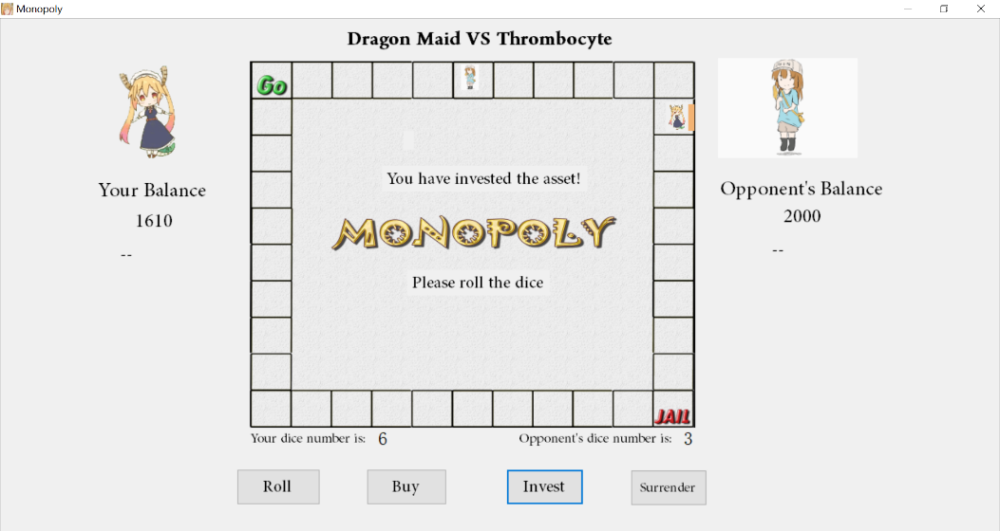 Monopoly
Dragon Maid VS Thrombocyte
Go
You have invested the asset!
Your Balance
Opponent's Balance
1610
2000
MONOPOLY
--
--
Please roll the dice
JAIL
Your dice number is: 6
Opponent's dice number is: 3
Roll
Buy
Invest
Surrender